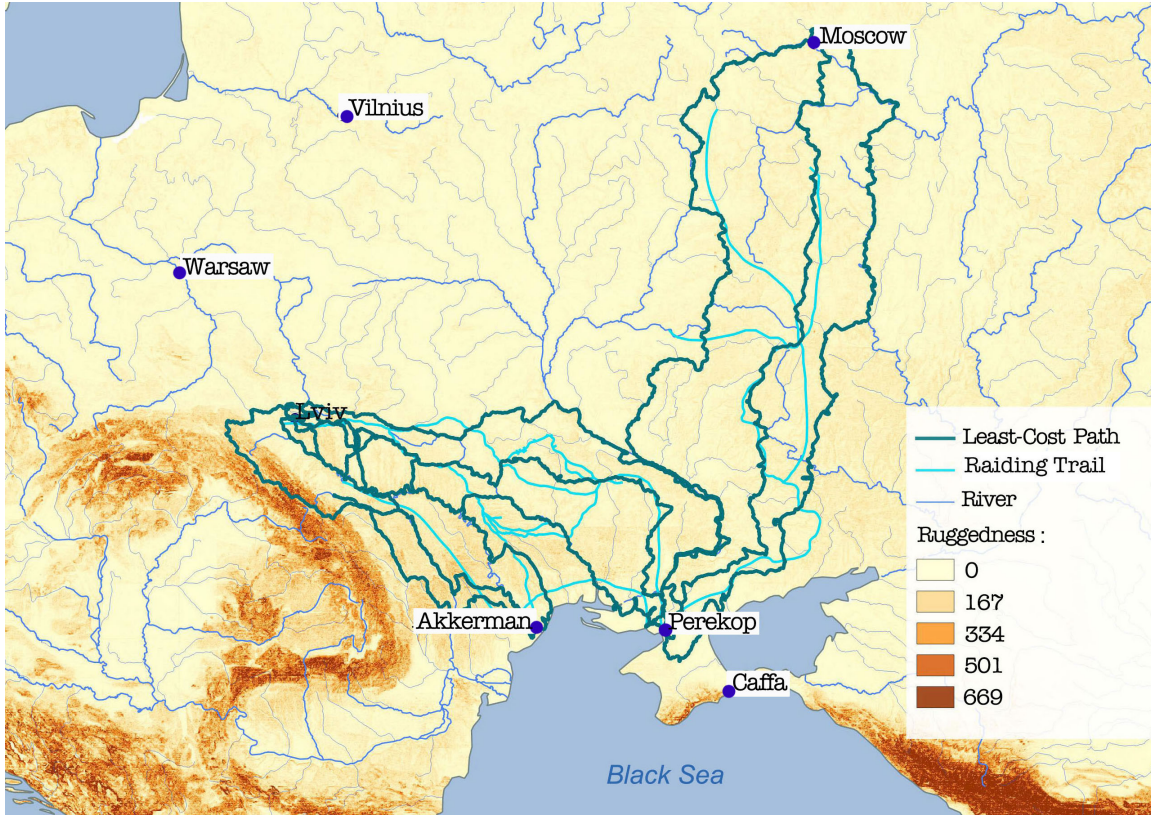 Moscow
Vilnius
Warsaw
Lviv
Akkerman
Perekop
Caffa
Black Sea
Least-Cost Path
Raiding Trail
River
Ruggedness :
0
167
334
501
669